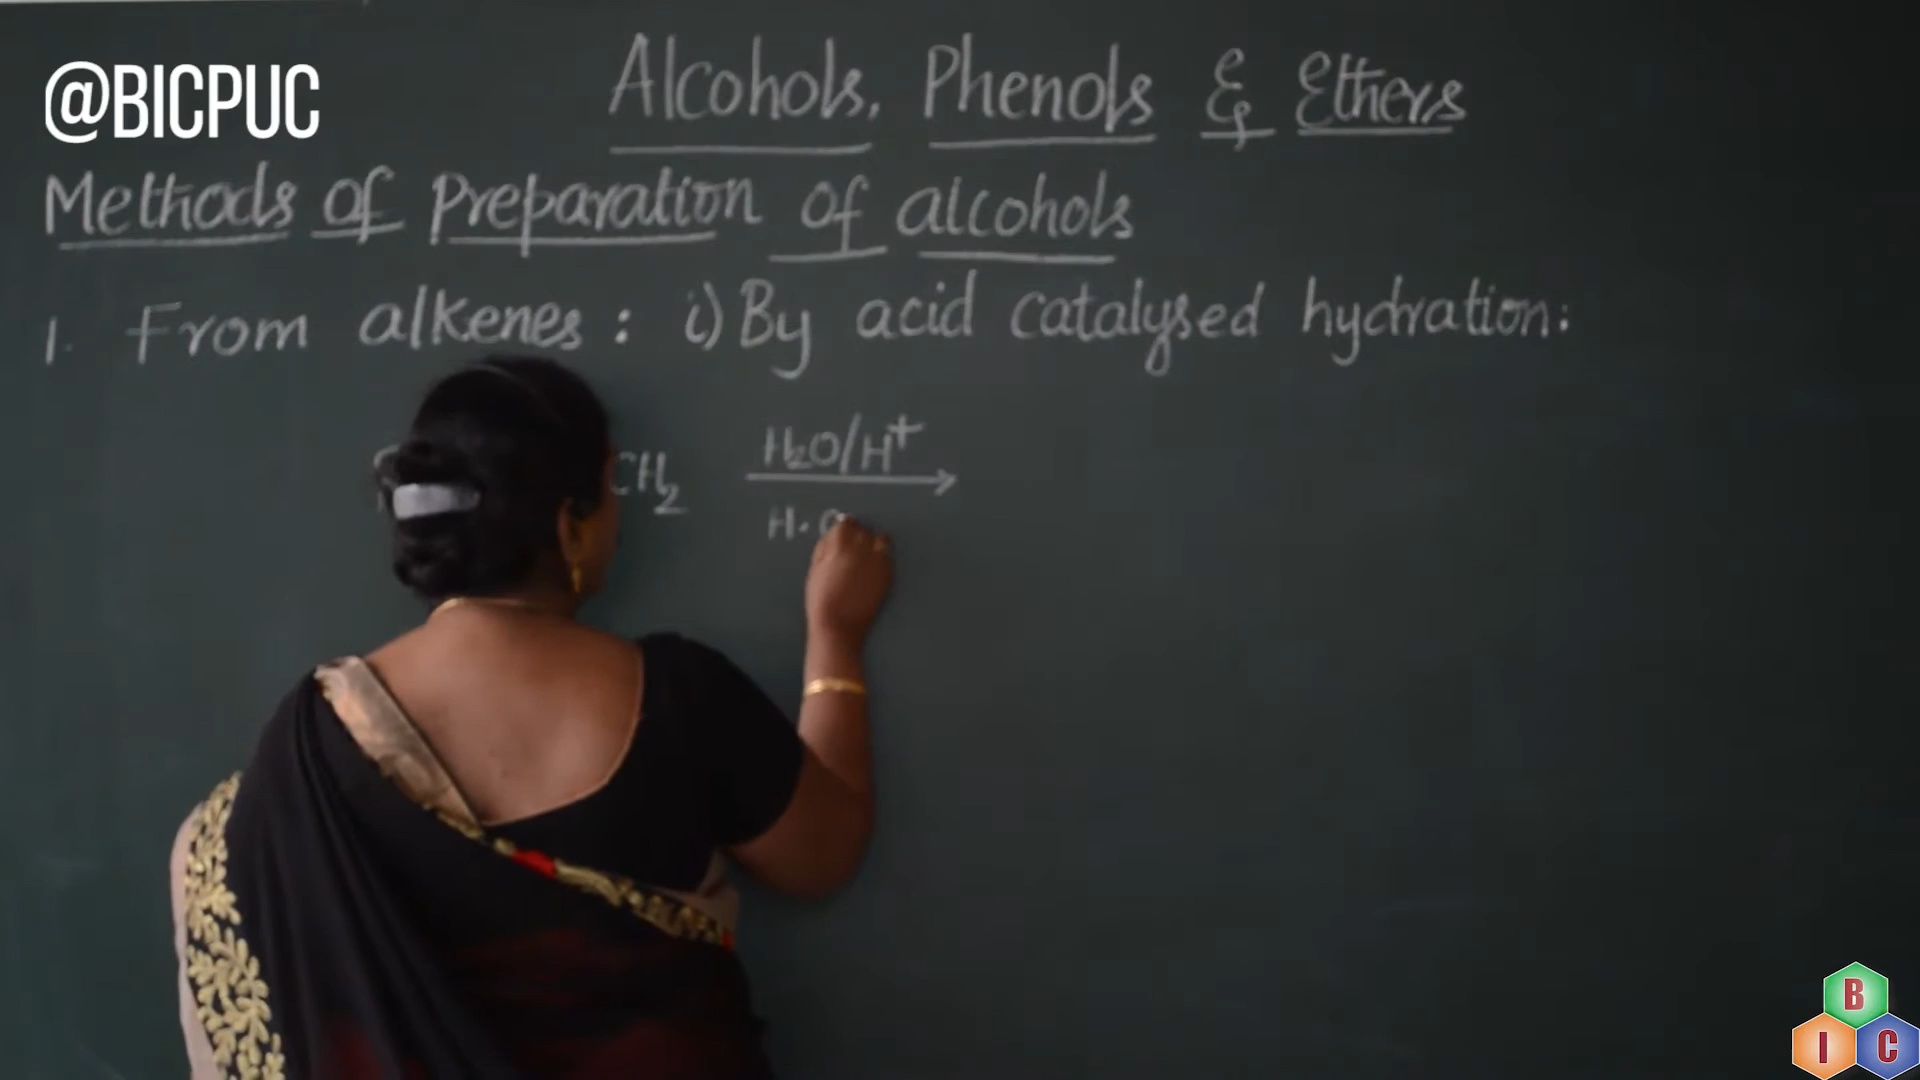 @BICPUC
Alcohols, Phenols & Ethers
Methods of Preparation of alcohols
1. From alkenes : i) By acid catalysed hydration:
CH₂ H₂O/H⁺ →
H·O
B
I C